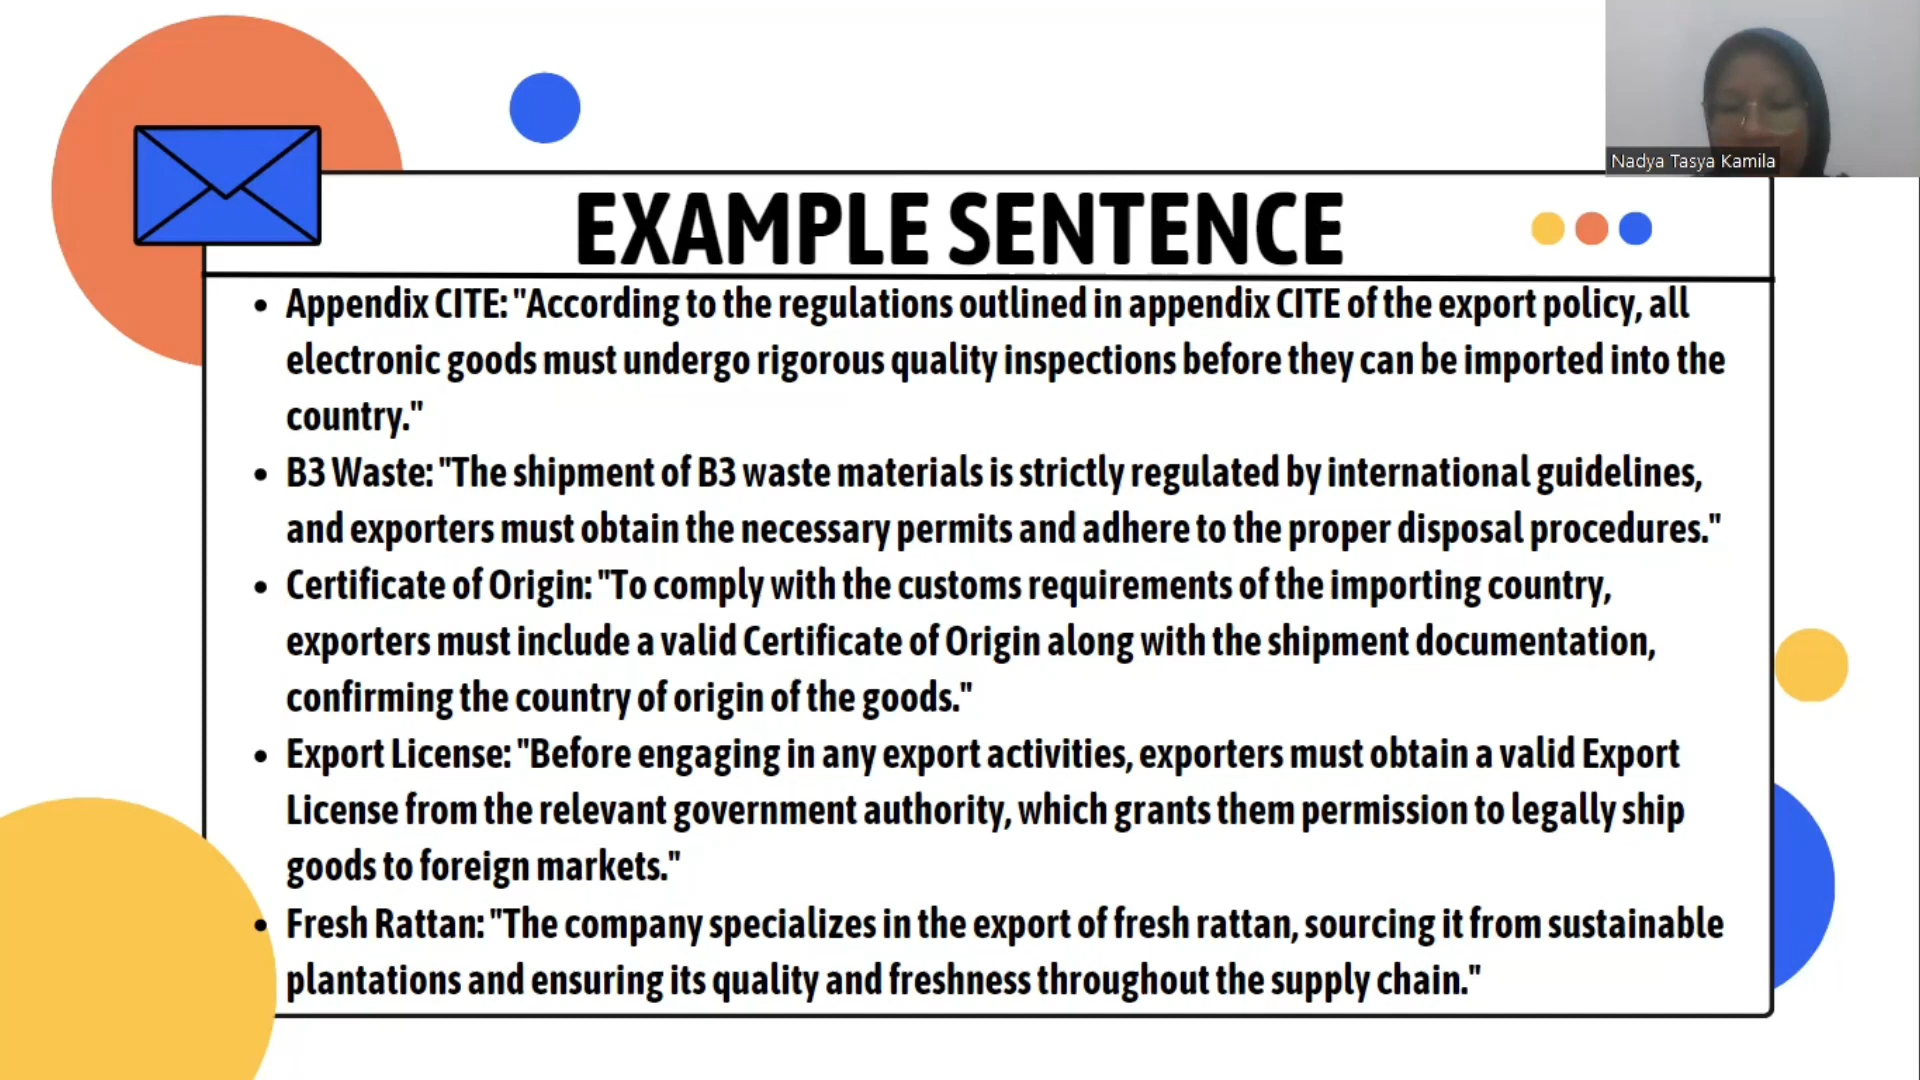 Nadya Tasya Kamila
EXAMPLE SENTENCE
• Appendix CITE: "According to the regulations outlined in appendix CITE of the export policy, all
electronic goods must undergo rigorous quality inspections before they can be imported into the
country."
• B3 Waste: "The shipment of B3 waste materials is strictly regulated by international guidelines,
and exporters must obtain the necessary permits and adhere to the proper disposal procedures."
• Certificate of Origin: "To comply with the customs requirements of the importing country,
exporters must include a valid Certificate of Origin along with the shipment documentation,
confirming the country of origin of the goods."
• Export License: "Before engaging in any export activities, exporters must obtain a valid Export
License from the relevant government authority, which grants them permission to legally ship
goods to foreign markets."
• Fresh Rattan: "The company specializes in the export of fresh rattan, sourcing it from sustainable
plantations and ensuring its quality and freshness throughout the supply chain."